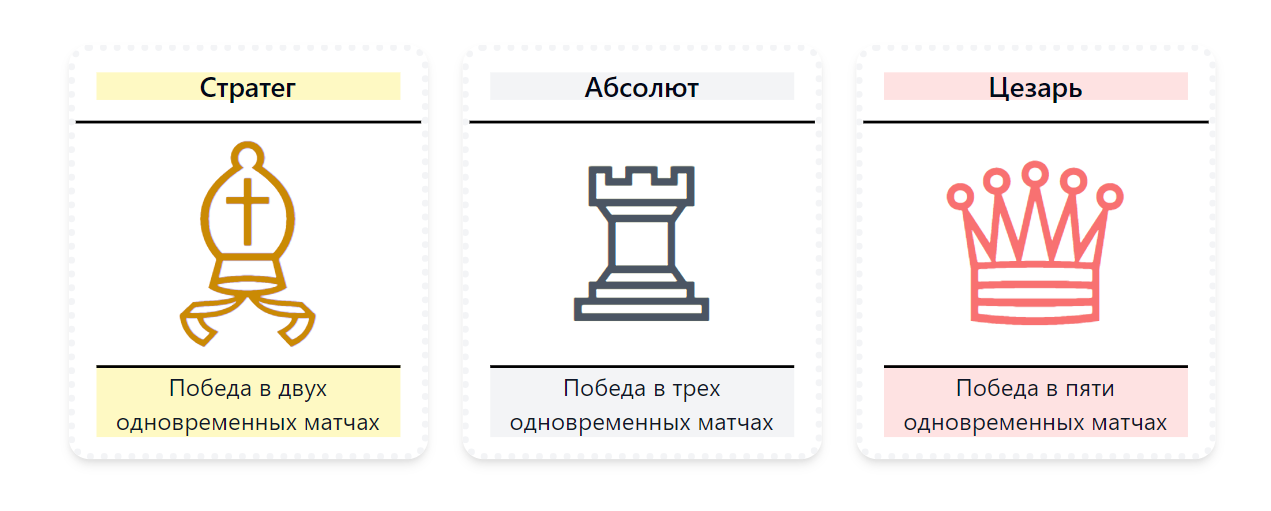 Стратег
Победа в двух
одновременных матчах
Абсолют
Победа в трех
одновременных матчах
Цезарь
Победа в пяти
одновременных матчах